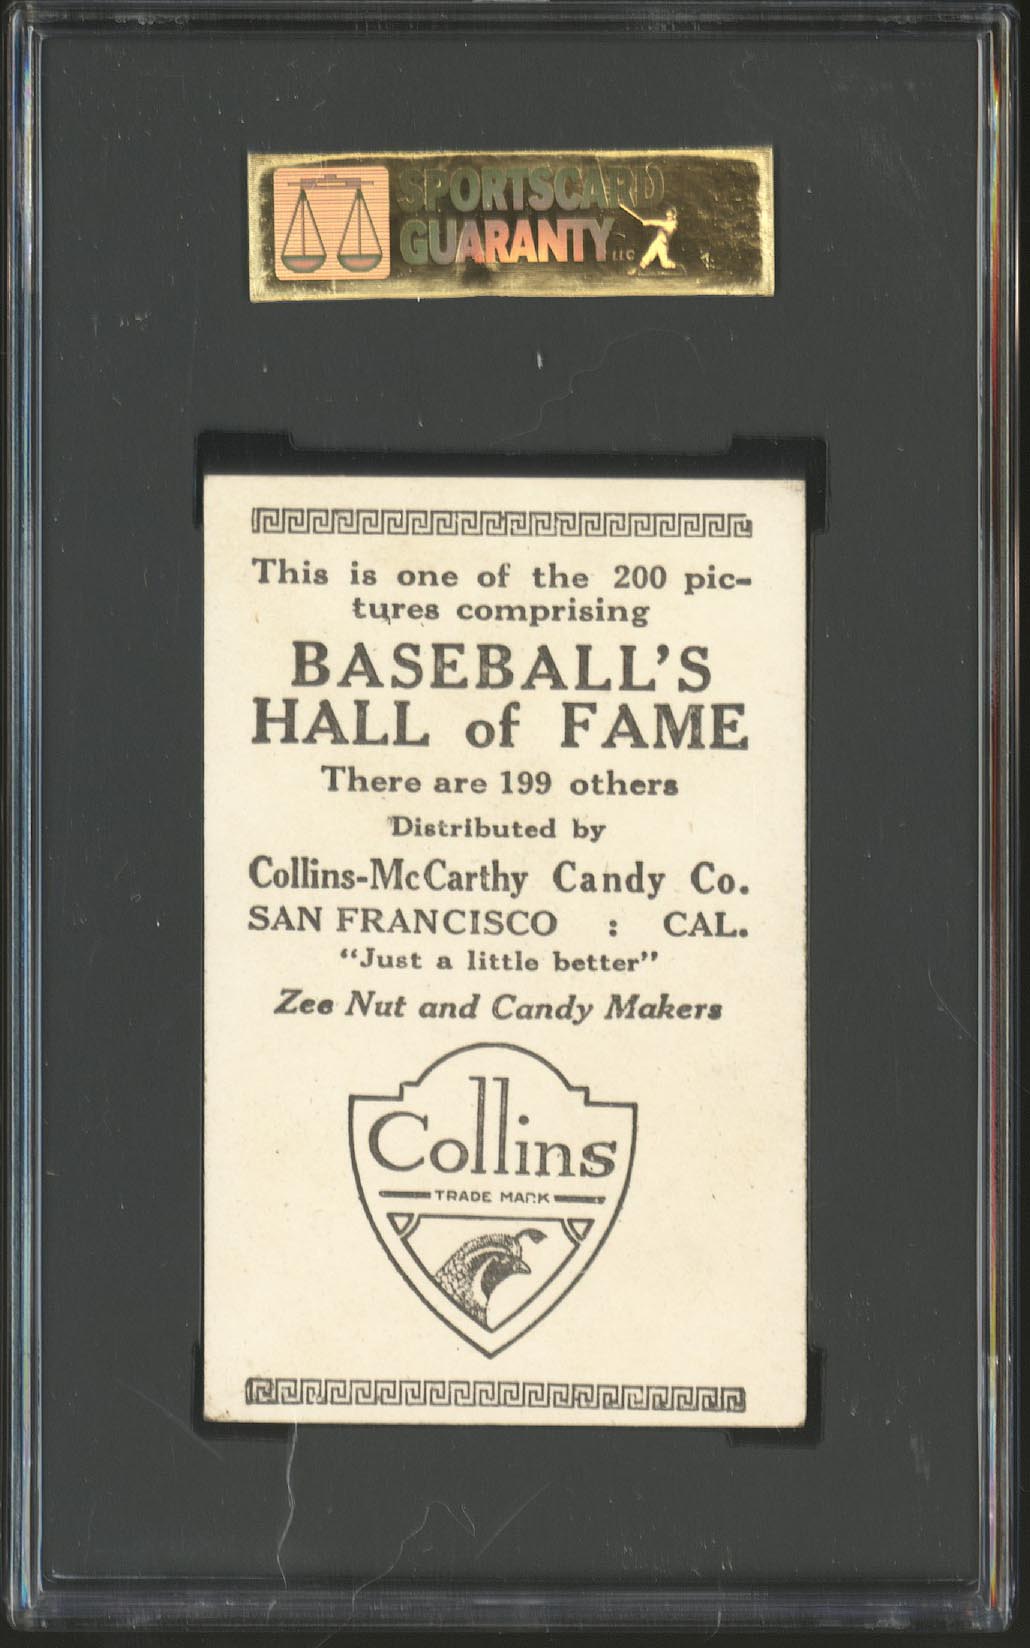 SPORTSCARD
GUARANTY LLC
This is one of the 200 pic-
tures comprising
BASEBALL'S
HALL of FAME
There are 199 others
Distributed by
Collins-McCarthy Candy Co.
SAN FRANCISCO : CAL.
"Just a little better"
Zee Nut and Candy Makers
Collins
TRADE MARK